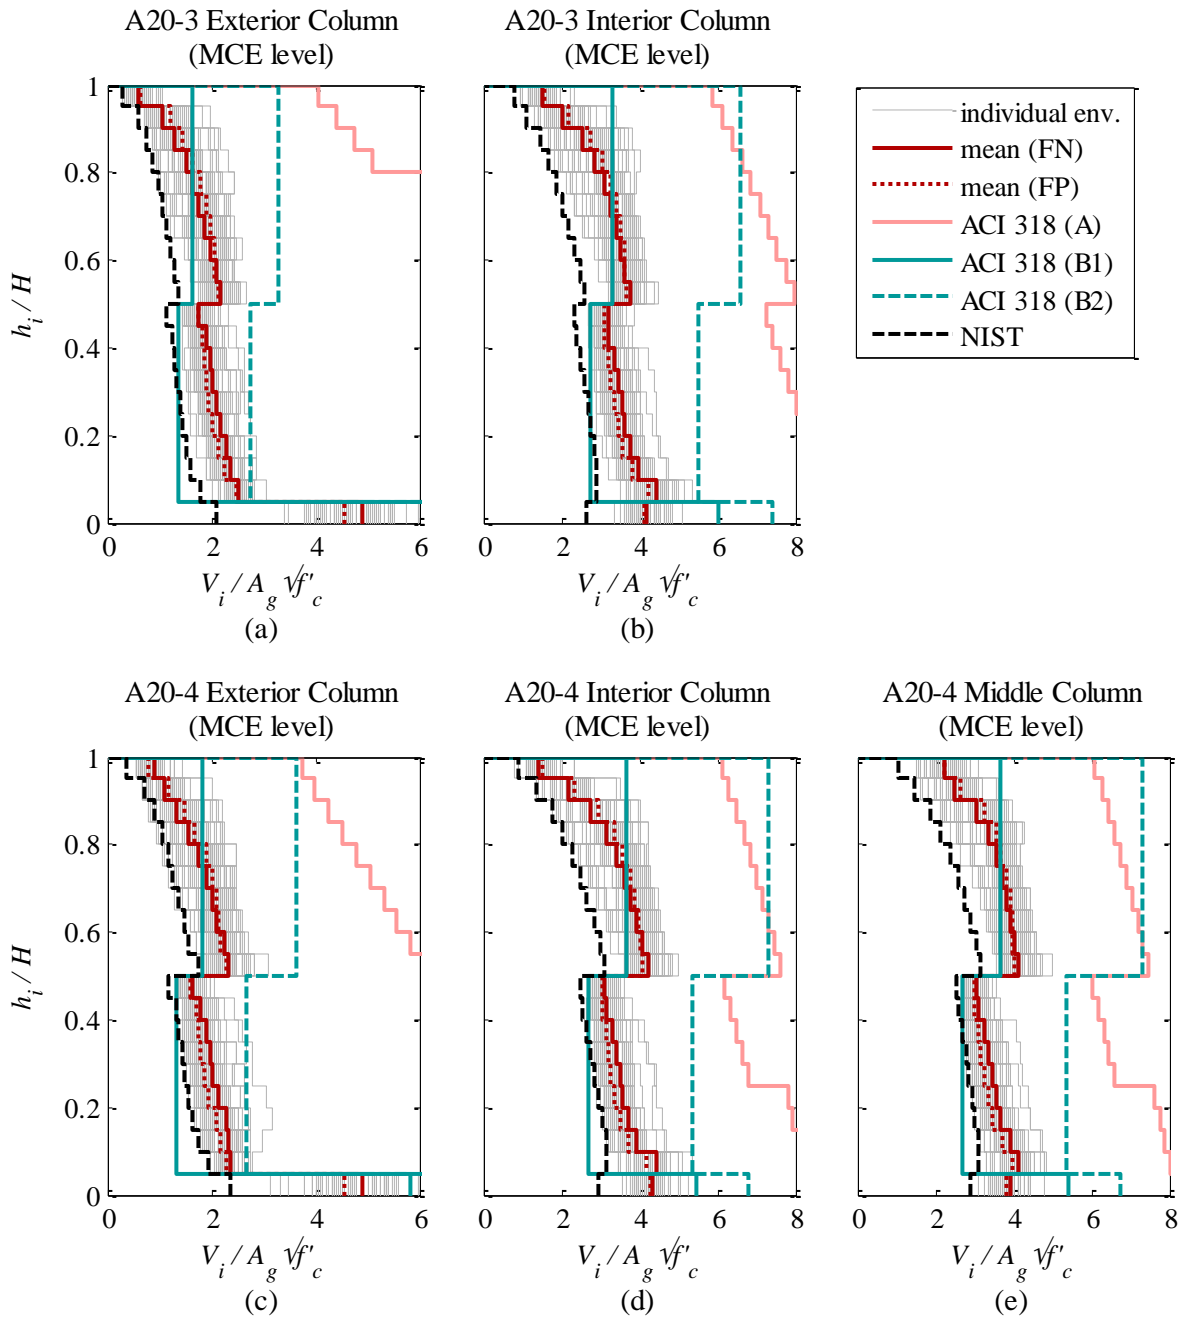 A20-3 Exterior Column
(MCE level)
A20-3 Interior Column
(MCE level)
1
0.8
0.6
0.4
0.2
0
h_i / H
0 2 4 6
V_i / A_g √f'_c
(a)
0 2 4 6 8
V_i / A_g √f'_c
(b)
individual env.
mean (FN)
mean (FP)
ACI 318 (A)
ACI 318 (B1)
ACI 318 (B2)
NIST
A20-4 Exterior Column
(MCE level)
A20-4 Interior Column
(MCE level)
A20-4 Middle Column
(MCE level)
1
0.8
0.6
0.4
0.2
0
h_i / H
0 2 4 6
V_i / A_g √f'_c
(c)
0 2 4 6 8
V_i / A_g √f'_c
(d)
0 2 4 6 8
V_i / A_g √f'_c
(e)